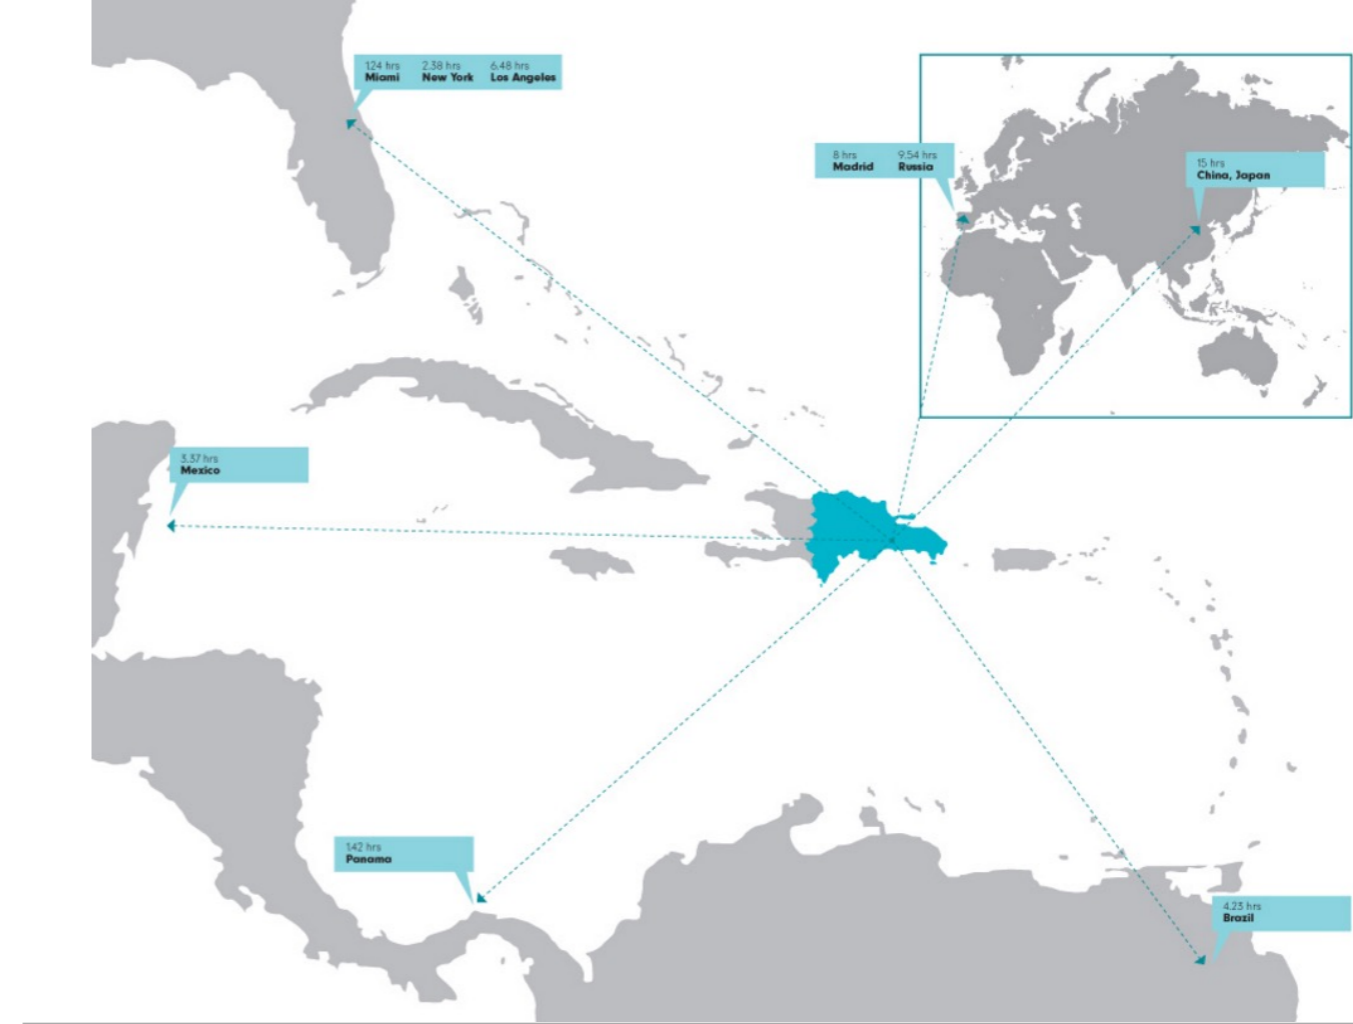 1.24 hrs 2.38 hrs 6.48 hrs
Miami New York Los Angeles
8 hrs 9.54 hrs
Madrid Russia
15 hrs
China, Japan
3.37 hrs
Mexico
1.42 hrs
Panama
4.23 hrs
Brazil